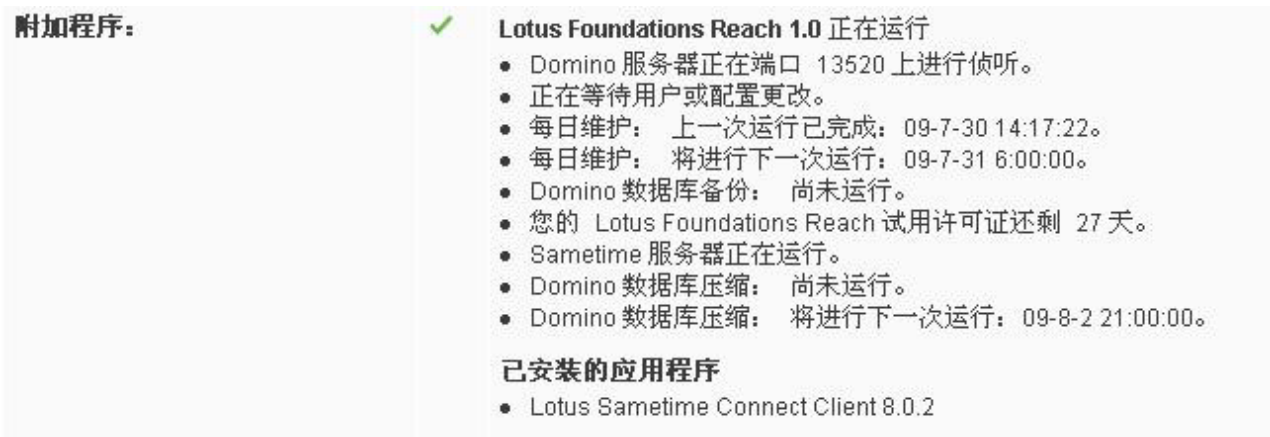 附加程序：
Lotus Foundations Reach 1.0 正在运行
● Domino 服务器正在端口 13520 上进行侦听。
● 正在等待用户或配置更改。
● 每日维护： 上一次运行已完成：09-7-30 14:17:22。
● 每日维护： 将进行下一次运行：09-7-31 6:00:00。
● Domino 数据库备份： 尚未运行。
● 您的 Lotus Foundations Reach 试用许可证还剩 27 天。
● Sametime 服务器正在运行。
● Domino 数据库压缩： 尚未运行。
● Domino 数据库压缩： 将进行下一次运行：09-8-2 21:00:00。
已安装的应用程序
● Lotus Sametime Connect Client 8.0.2